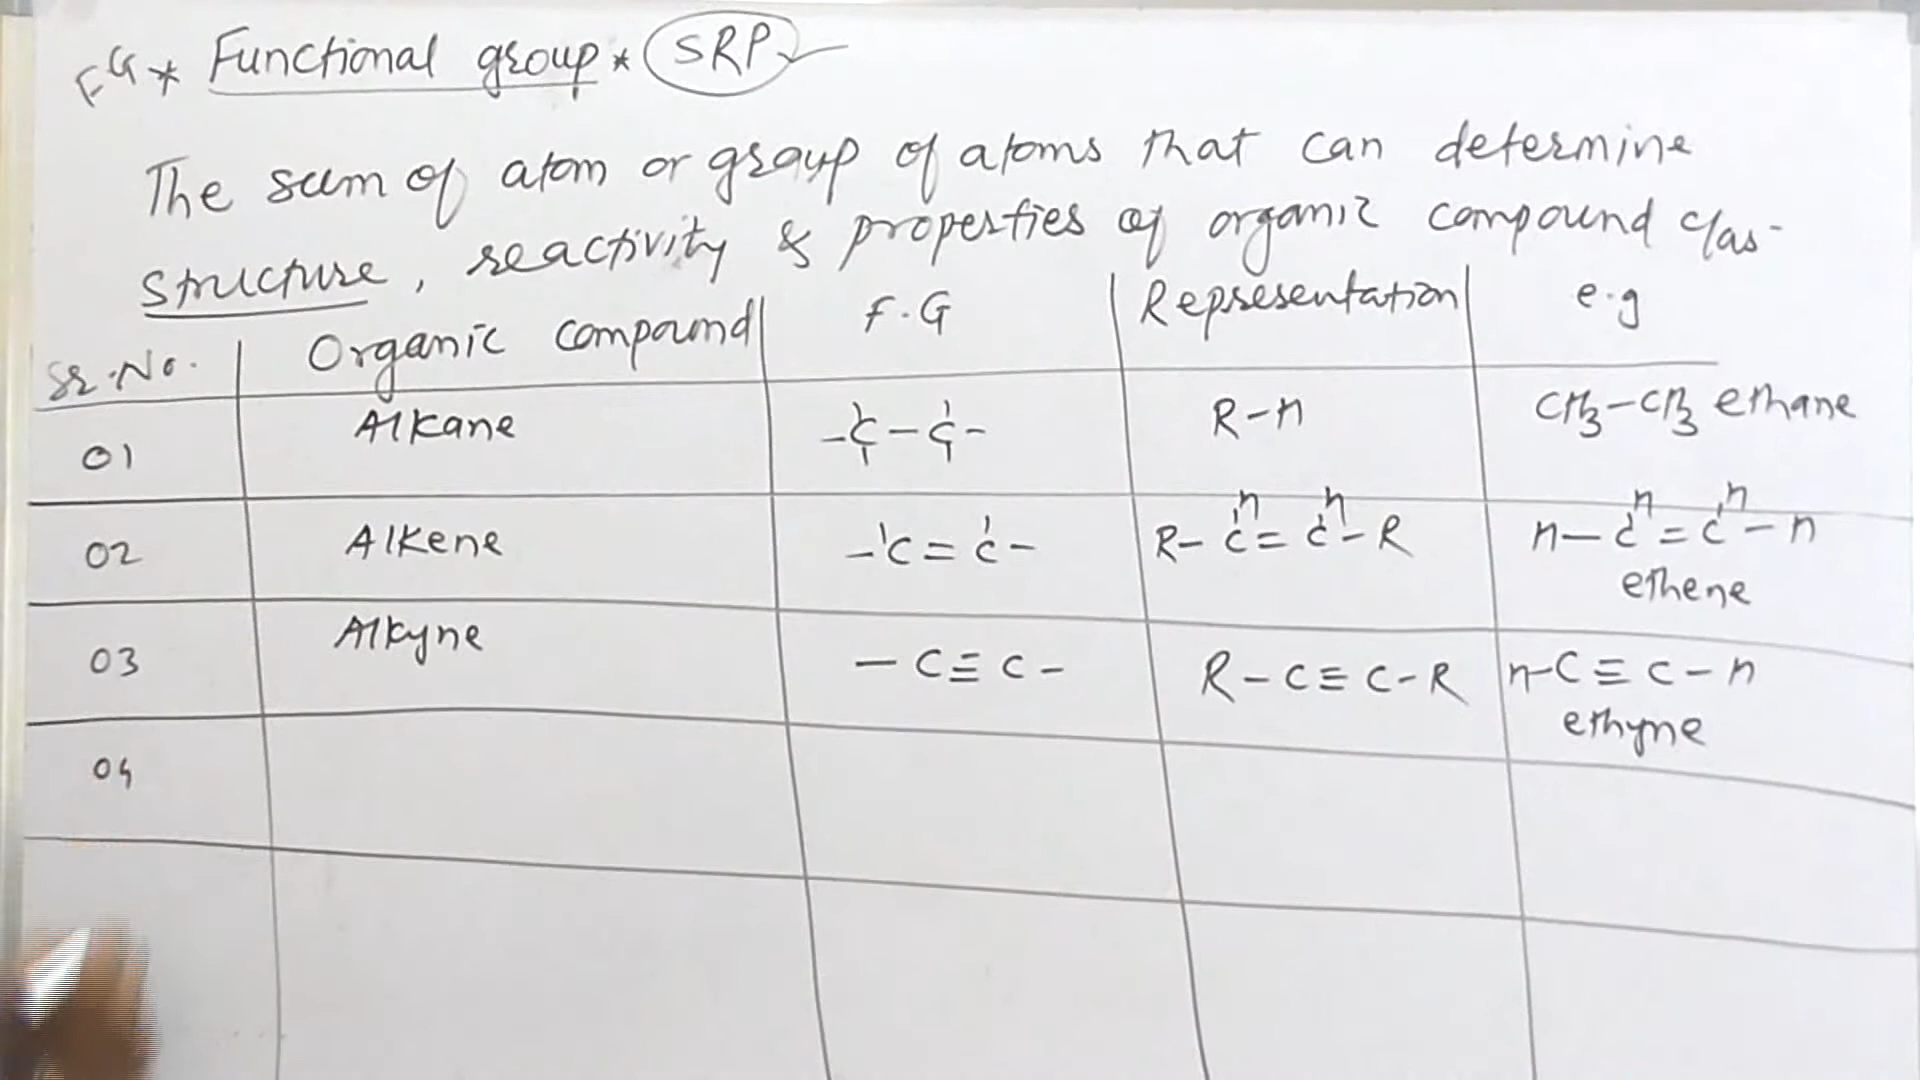 FG * Functional group * SRP
The sum of atom or group of atoms that can determine
structure, reactivity & properties of organic compound clas-
Sr.No. Organic compound F.G Representation e.g
01 Alkane -C-C- R-H CH3-CH3 ethane
H H H H
02 Alkene -C=C- R-C=C-R H-C=C-H
ethene
03 Alkyne -C≡C- R-C≡C-R H-C≡C-H
ethyne
04